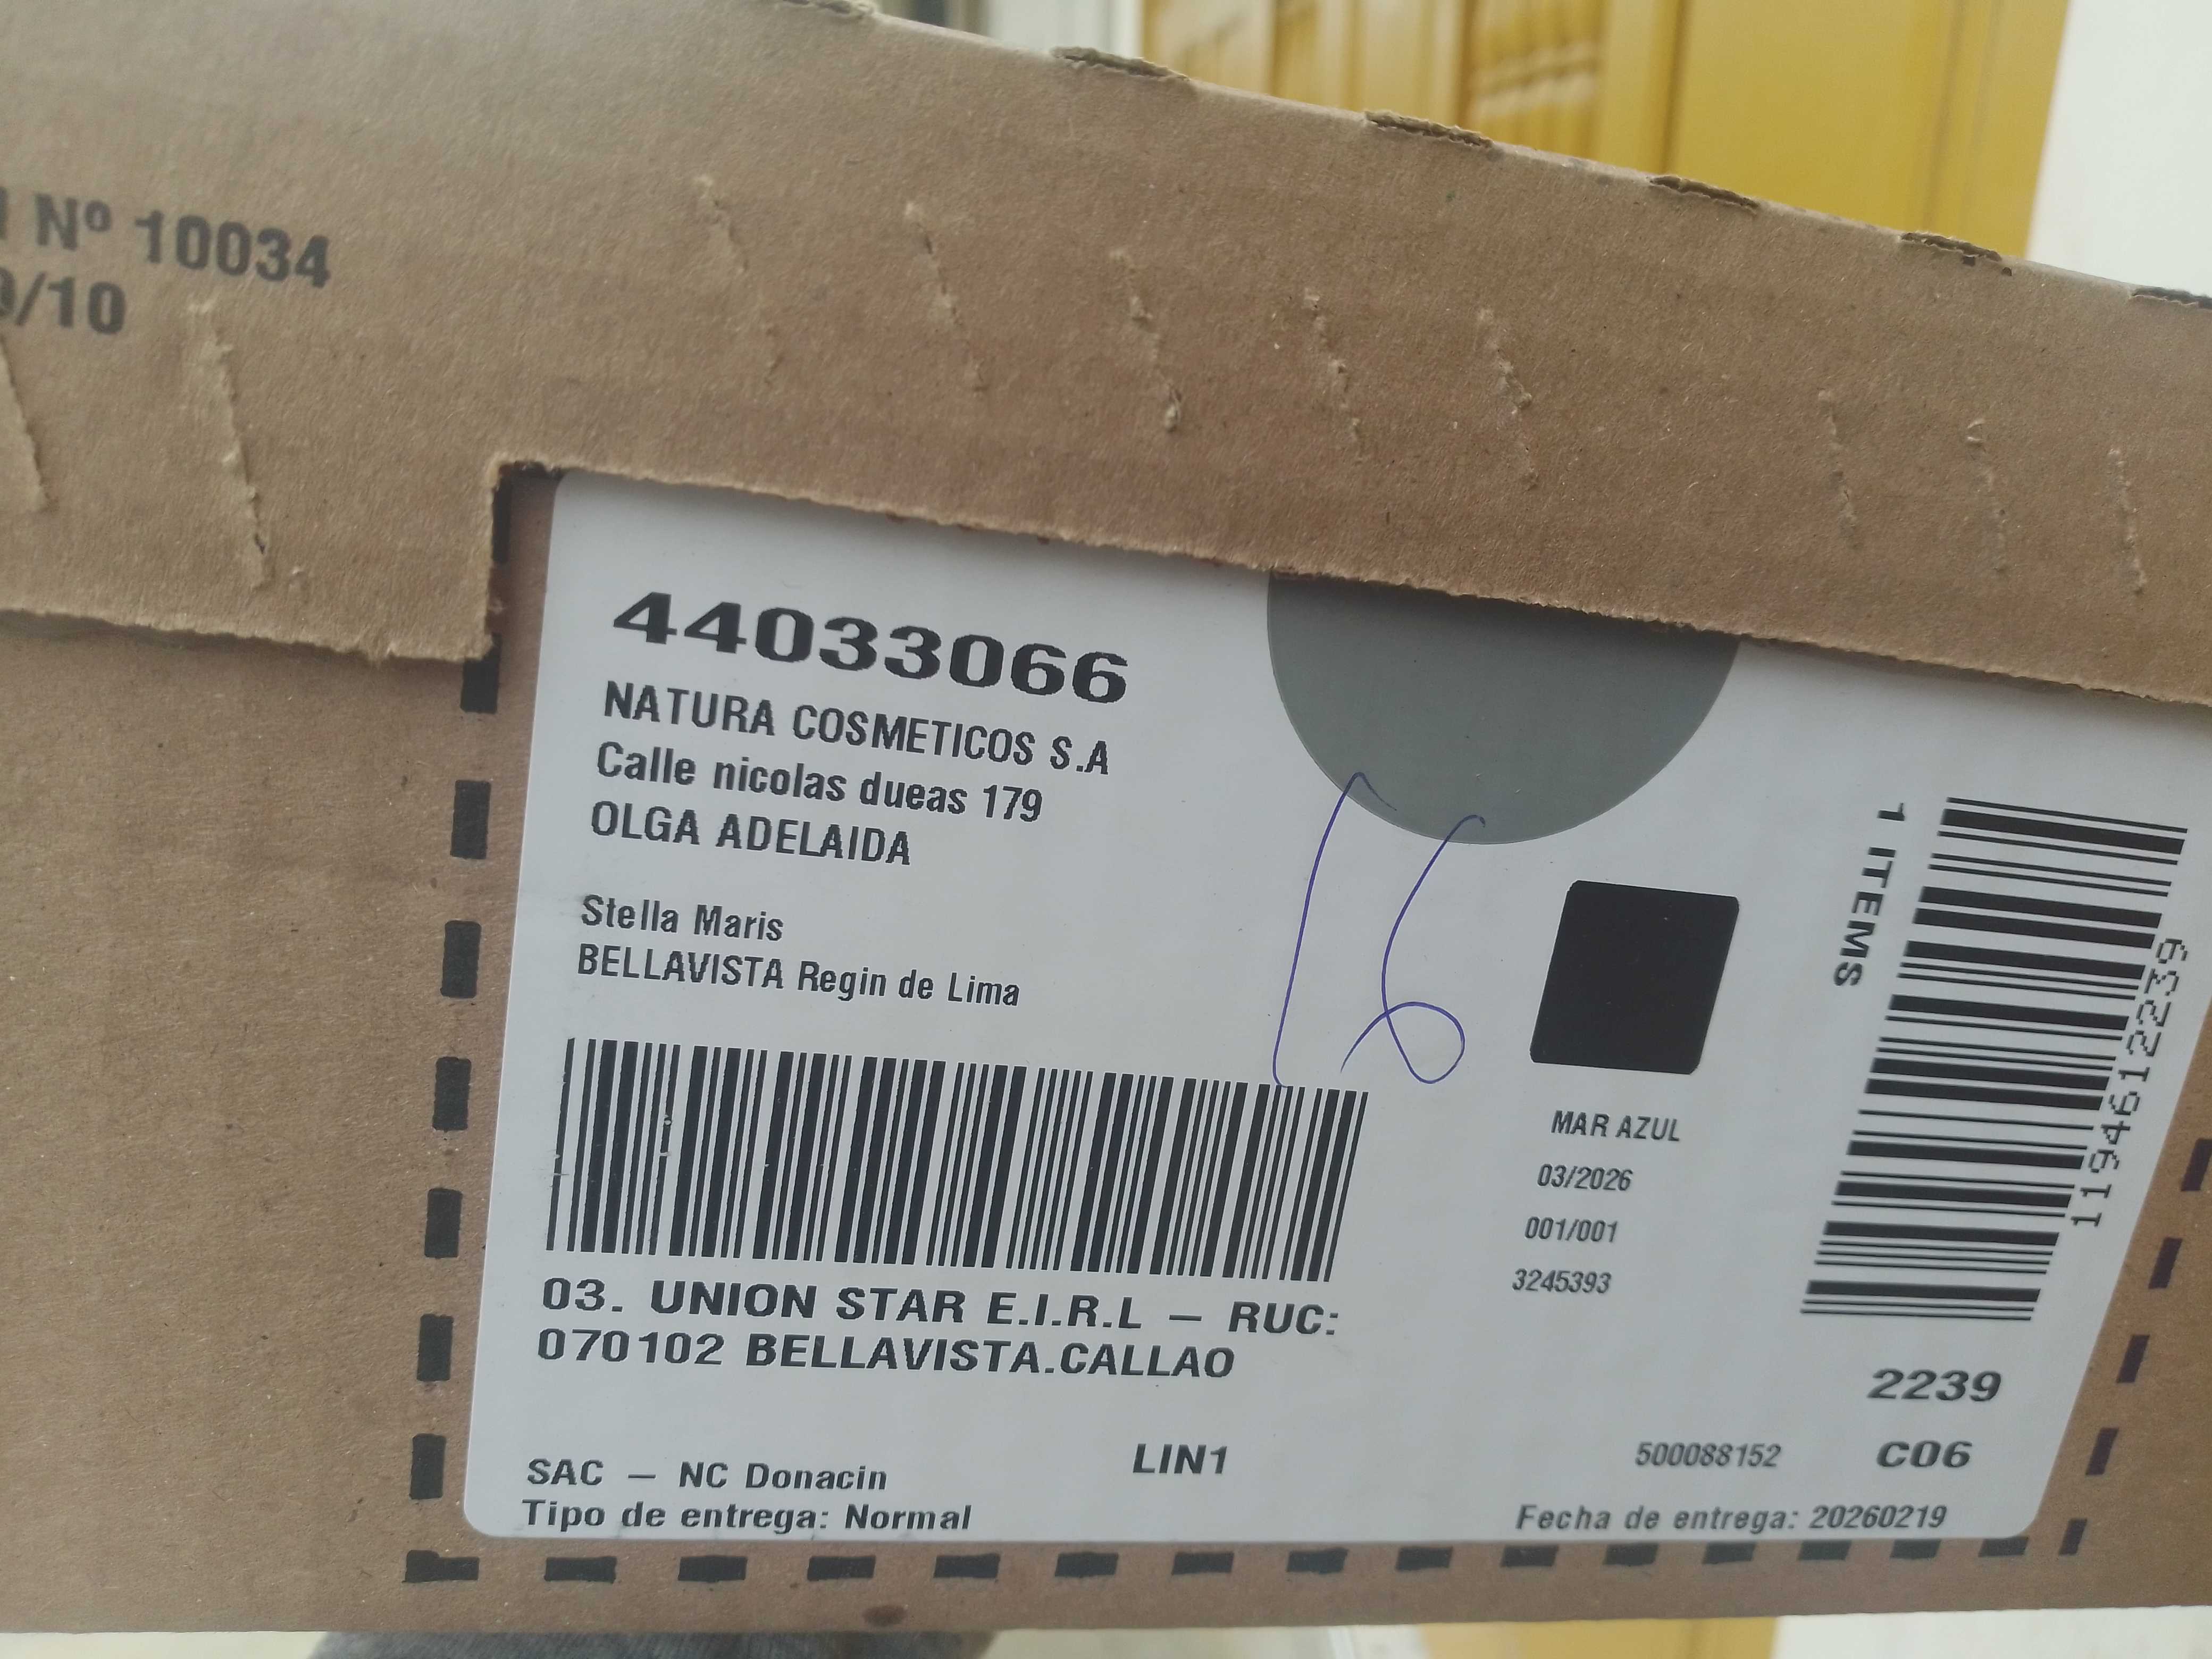 Nº 10034
/10
44033066
NATURA COSMETICOS S.A
Calle nicolas dueas 179
OLGA ADELAIDA
Stella Maris
BELLAVISTA Regin de Lima
16
03. UNION STAR E.I.R.L – RUC:
070102 BELLAVISTA.CALLAO
SAC – NC Donacin
Tipo de entrega: Normal
LIN1
MAR AZUL
03/2026
001/001
3245393
1 ITEMS
1194612239
2239
500088152 C06
Fecha de entrega: 20260219